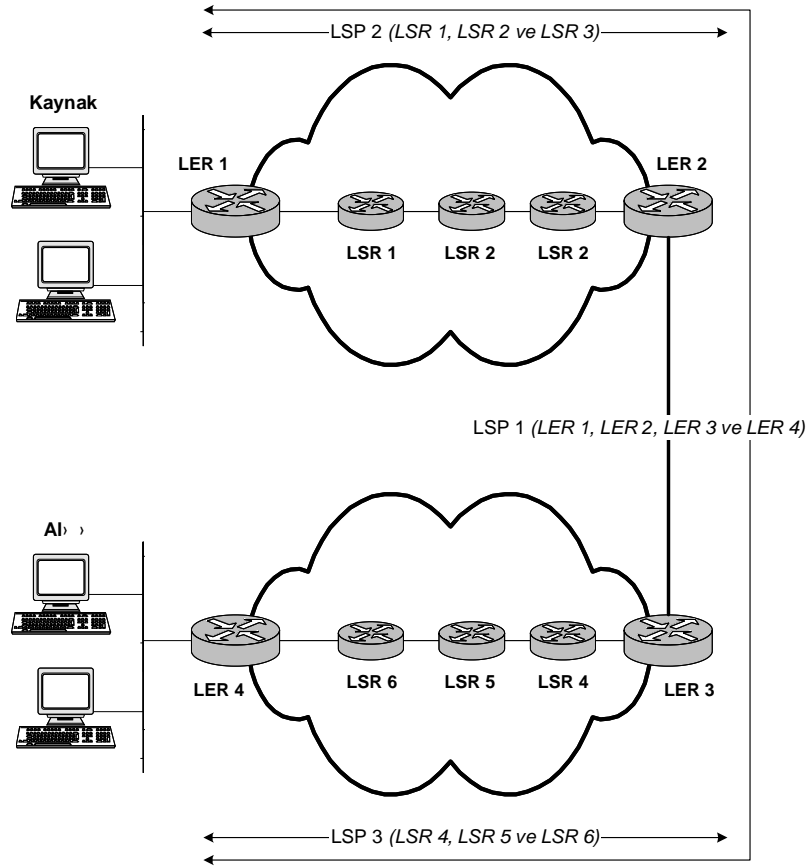 LSP 2 (LSR 1, LSR 2 ve LSR 3)
Kaynak
LER 1
LER 2
LSR 1
LSR 2
LSR 2
LSP 1 (LER 1, LER 2, LER 3 ve LER 4)
LSR 6
LSR 5
LSR 4
LER 4
LER 3
LSP 3 (LSR 4, LSR 5 ve LSR 6)